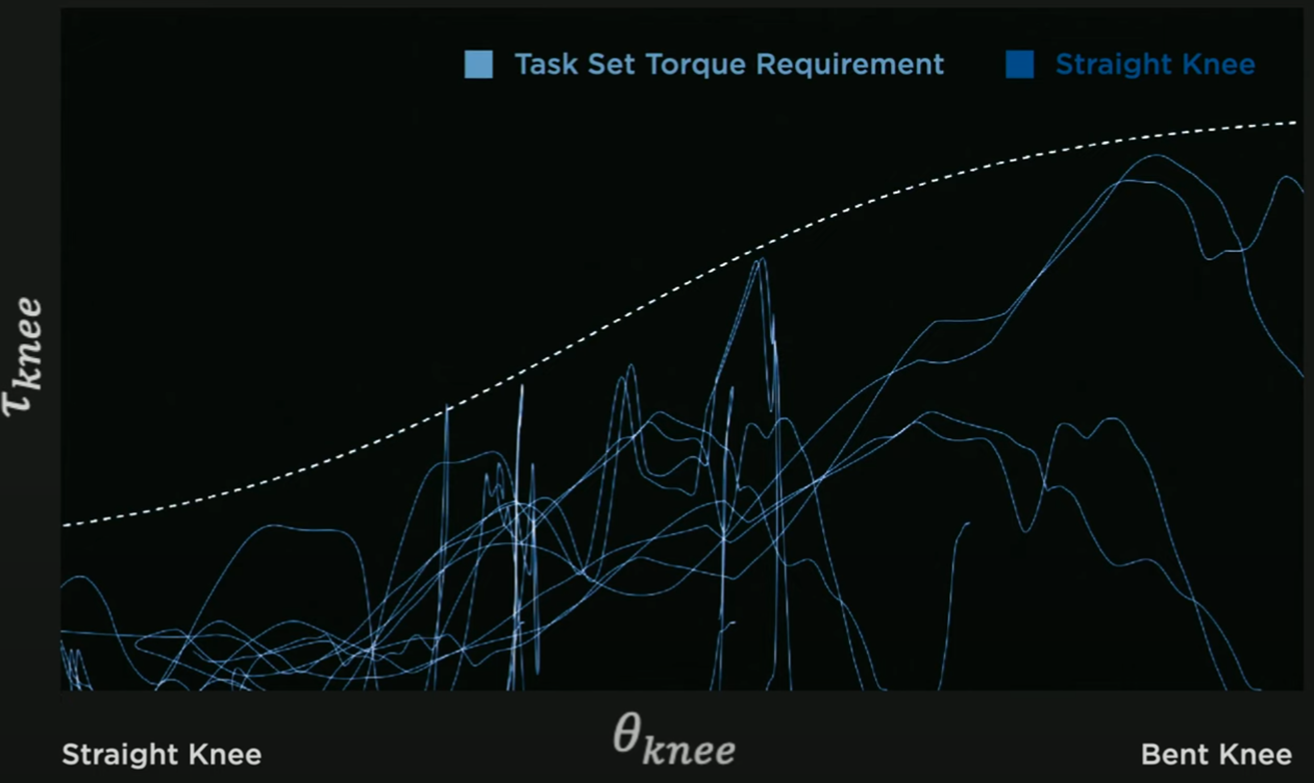 Task Set Torque Requirement
Straight Knee
τknee
θknee
Straight Knee
Bent Knee